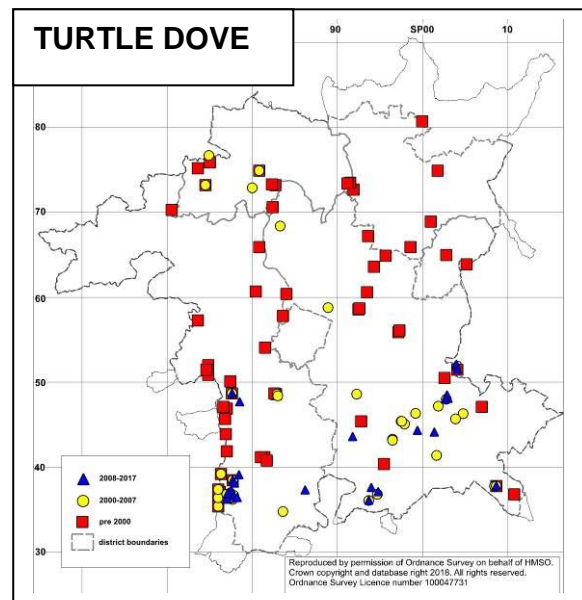 TURTLE DOVE
90 SP00 10
80
70
60
50
40
30
2008-2017
2000-2007
pre 2000
district boundaries
Reproduced by permission of Ordnance Survey on behalf of HMSO.
Crown copyright and database right 2018. All rights reserved.
Ordnance Survey Licence number 100047731